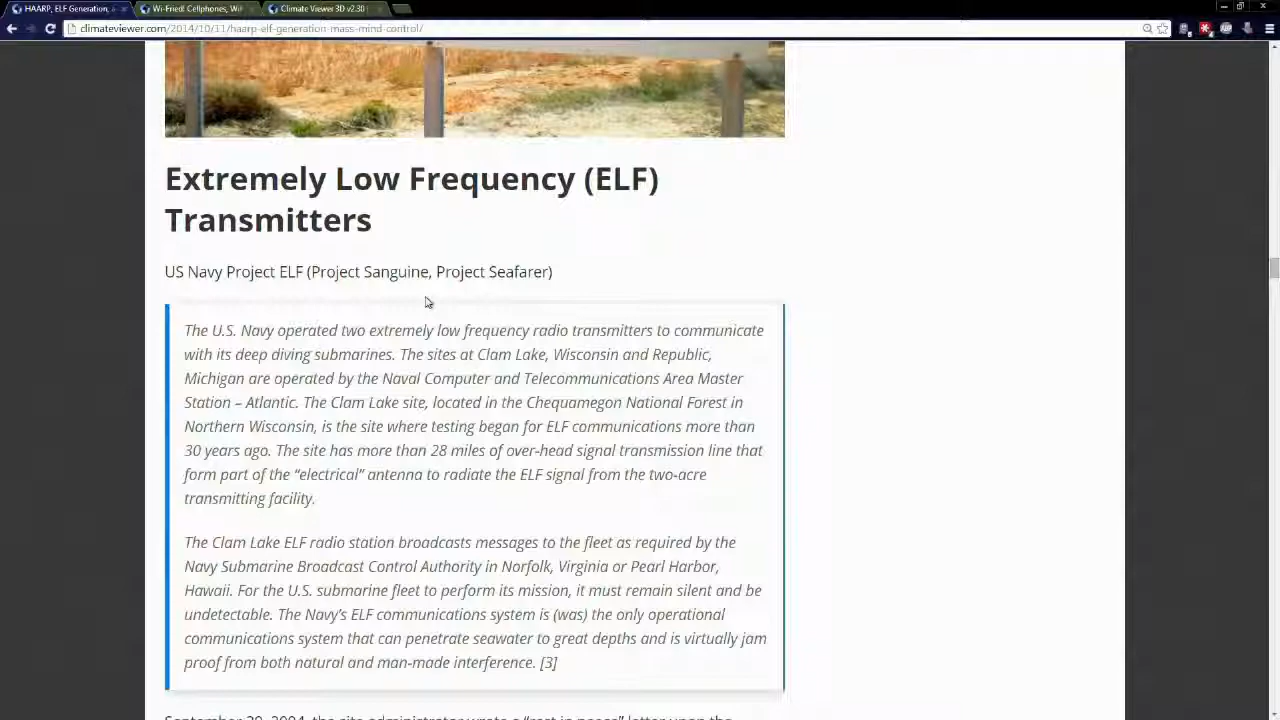 HAARP, ELF Generation,
Wi-Fried! Cellphones, Wi
Climate Viewer 3D v2.30
climateviewer.com/2014/10/11/haarp-elf-generation-mass-mind-control/
Extremely Low Frequency (ELF)
Transmitters
US Navy Project ELF (Project Sanguine, Project Seafarer)
The U.S. Navy operated two extremely low frequency radio transmitters to communicate
with its deep diving submarines. The sites at Clam Lake, Wisconsin and Republic,
Michigan are operated by the Naval Computer and Telecommunications Area Master
Station – Atlantic. The Clam Lake site, located in the Chequamegon National Forest in
Northern Wisconsin, is the site where testing began for ELF communications more than
30 years ago. The site has more than 28 miles of over-head signal transmission line that
form part of the “electrical” antenna to radiate the ELF signal from the two-acre
transmitting facility.
The Clam Lake ELF radio station broadcasts messages to the fleet as required by the
Navy Submarine Broadcast Control Authority in Norfolk, Virginia or Pearl Harbor,
Hawaii. For the U.S. submarine fleet to perform its mission, it must remain silent and be
undetectable. The Navy’s ELF communications system is (was) the only operational
communications system that can penetrate seawater to great depths and is virtually jam
proof from both natural and man-made interference. [3]
September 30, 2004, the site administrator wrote a “rest in peace” letter upon the